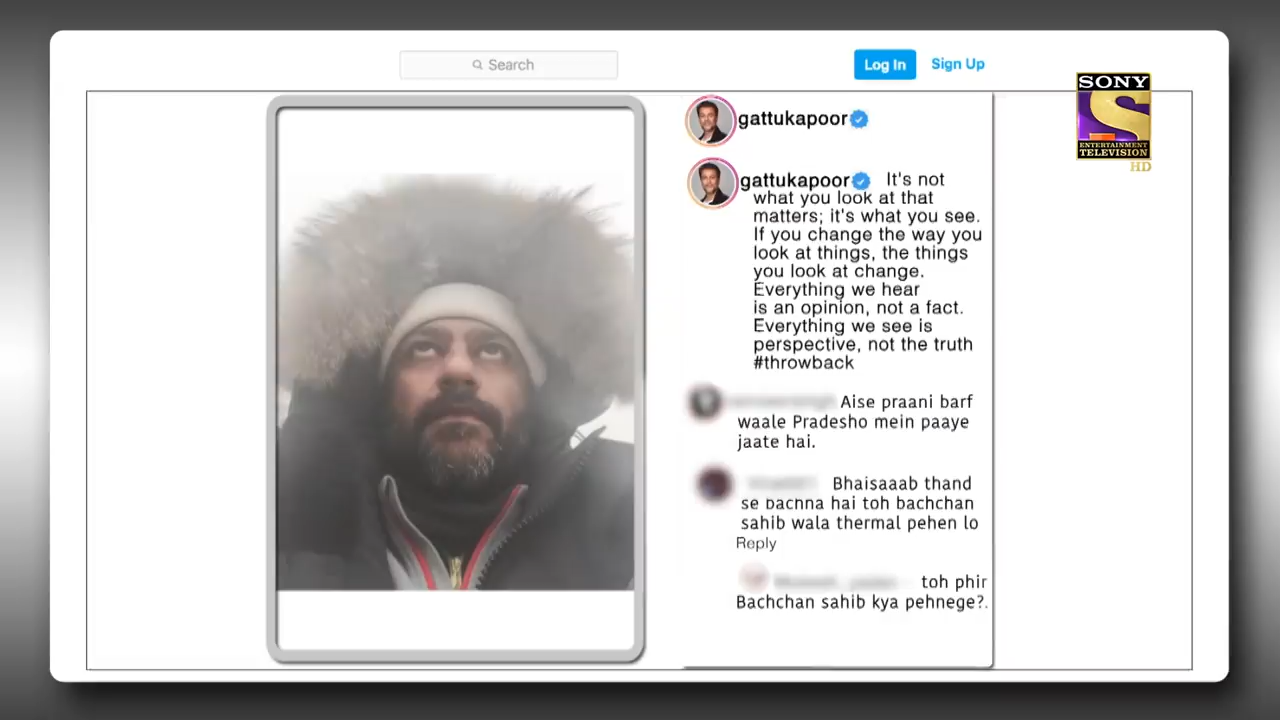 Search
Log In
Sign Up
SONY
ENTERTAINMENT
TELEVISION
HD
gattukapoor
gattukapoor It's not
what you look at that
matters; it's what you see.
If you change the way you
look at things, the things
you look at change.
Everything we hear
is an opinion, not a fact.
Everything we see is
perspective, not the truth
#throwback
Aise praani barf
waale Pradesho mein paaye
jaate hai.
Bhaisaaab thand
se bachna hai toh bachchan
sahib wala thermal pehen lo
Reply
toh phir
Bachchan sahib kya pehnege?.